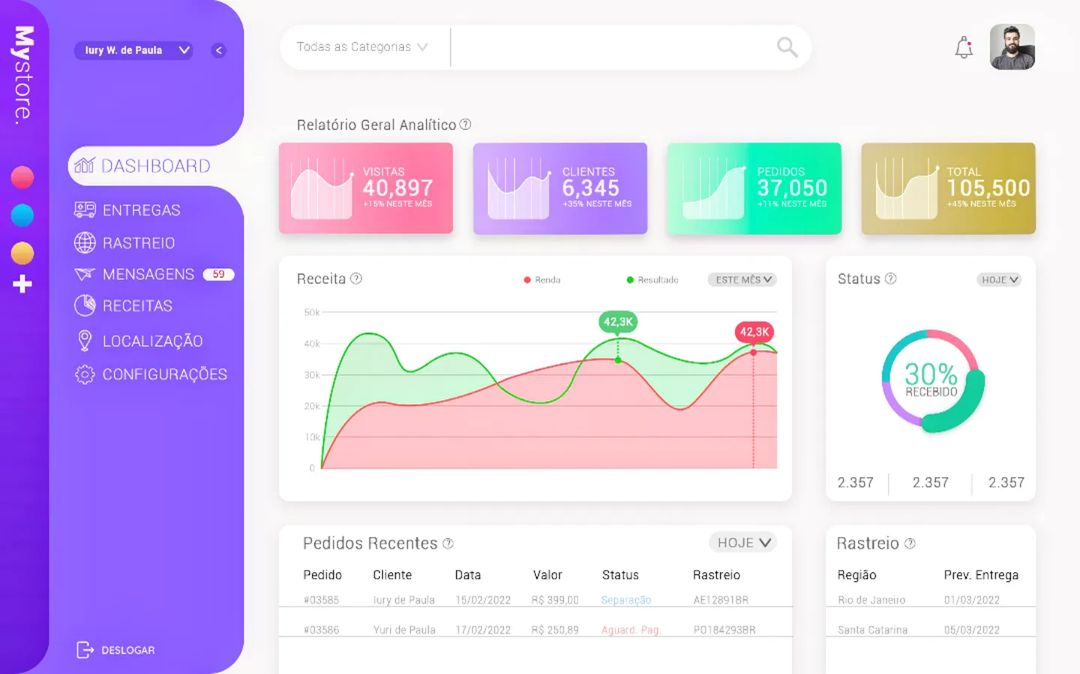 Mystore.
Iury W. de Paula
<
DASHBOARD
ENTREGAS
RASTREIO
MENSAGENS 59
RECEITAS
LOCALIZAÇÃO
CONFIGURAÇÕES
DESLOGAR
Todas as Categorias
Relatório Geral Analítico ?
VISITAS
40,897
+15% NESTE MÊS
CLIENTES
6,345
+35% NESTE MÊS
PEDIDOS
37,050
+11% NESTE MÊS
TOTAL
105,500
+45% NESTE MÊS
Receita ?
Renda
Resultado
ESTE MÊS
50k
40k
30k
20k
10k
0
42,3K
42,3K
Status ?
HOJE
30%
RECEBIDO
2.357 2.357 2.357
Pedidos Recentes ?
HOJE
Pedido Cliente Data Valor Status Rastreio
#03585 Iury de Paula 15/02/2022 R$ 399,00 Separação AE12891BR
#03586 Yuri de Paula 17/02/2022 R$ 250,89 Aguard. Pag. PO184293BR
Rastreio ?
Região Prev. Entrega
Rio de Janeiro 01/03/2022
Santa Catarina 05/03/2022